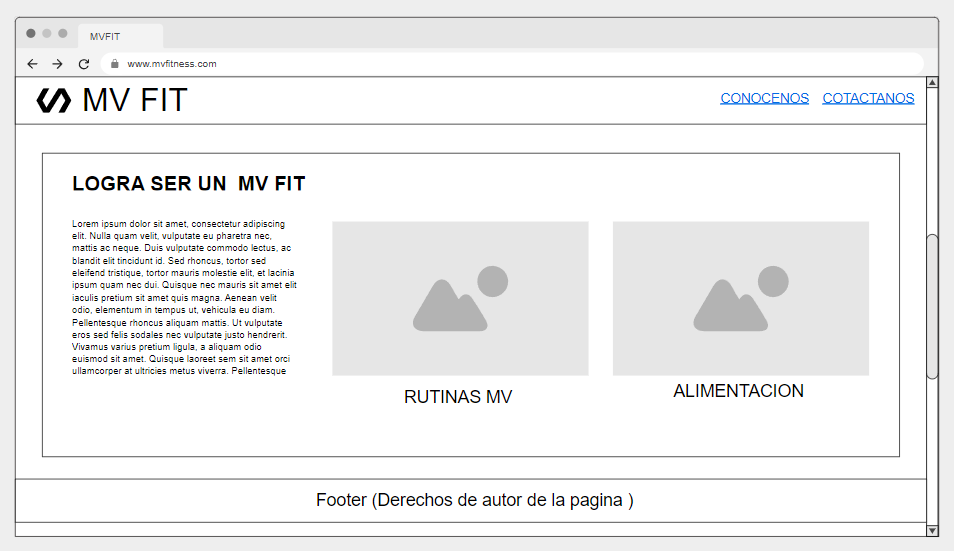 MVFIT
www.mvfitness.com
MV FIT
CONOCENOS COTACTANOS
LOGRA SER UN  MV FIT
Lorem ipsum dolor sit amet, consectetur adipiscing
elit. Nulla quam velit, vulputate eu pharetra nec,
mattis ac neque. Duis vulputate commodo lectus, ac
blandit elit tincidunt id. Sed rhoncus, tortor sed
eleifend tristique, tortor mauris molestie elit, et lacinia
ipsum quam nec dui. Quisque nec mauris sit amet elit
iaculis pretium sit amet quis magna. Aenean velit
odio, elementum in tempus ut, vehicula eu diam.
Pellentesque rhoncus aliquam mattis. Ut vulputate
eros sed felis sodales nec vulputate justo hendrerit.
Vivamus varius pretium ligula, a aliquam odio
euismod sit amet. Quisque laoreet sem sit amet orci
ullamcorper at ultricies metus viverra. Pellentesque
RUTINAS MV
ALIMENTACION
Footer (Derechos de autor de la pagina )